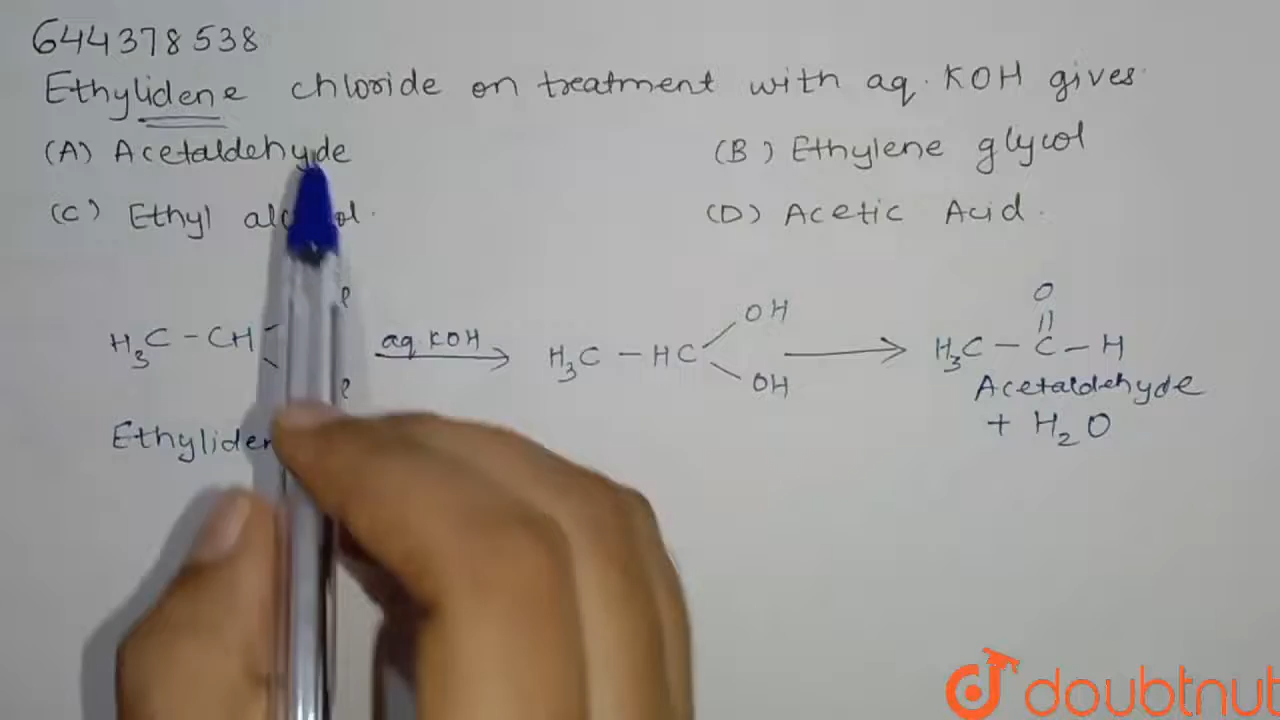 644378538
Ethylidene chloride on treatment with aq. KOH gives
(A) Acetaldehyde (B) Ethylene glycol
(C) Ethyl (D) Acetic Acid.
H3C - CH aq. KOH H3C - HC OH OH H3C - C - H O
Acetaldehyde
+ H2O
doubtnut